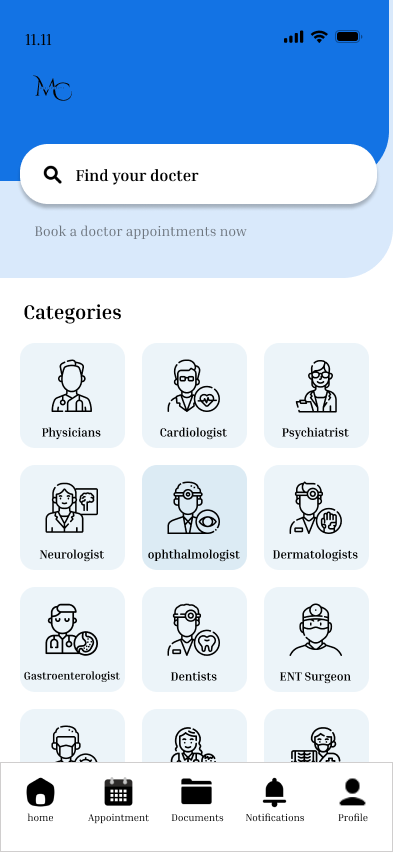 11.11
MC
Find your docter
Book a doctor appointments now
Categories
Physicians
Cardiologist
Psychiatrist
Neurologist
ophthalmologist
Dermatologists
Gastroenterologist
Dentists
ENT Surgeon
home
Appointment
Documents
Notifications
Profile